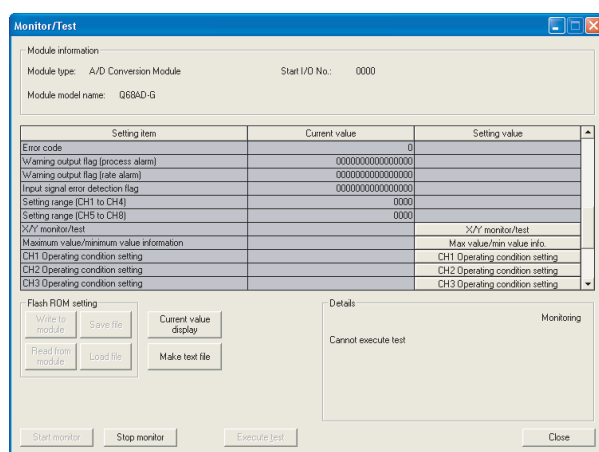 Monitor/Test
Module information
Module type: A/D Conversion Module Start I/O No.: 0000
Module model name: Q68AD-G
Setting item Current value Setting value
Error code 0
Warning output flag (process alarm) 0000000000000000
Warning output flag (rate alarm) 0000000000000000
Input signal error detection flag 0000000000000000
Setting range (CH1 to CH4) 0000
Setting range (CH5 to CH8) 0000
X/Y monitor/test X/Y monitor/test
Maximum value/minimum value information Max value/min value info.
CH1 Operating condition setting CH1 Operating condition setting
CH2 Operating condition setting CH2 Operating condition setting
CH3 Operating condition setting CH3 Operating condition setting
Flash ROM setting
Write to module
Save file
Current value display
Read from module
Load file
Make text file
Details
Monitoring
Cannot execute test
Start monitor
Stop monitor
Execute test
Close